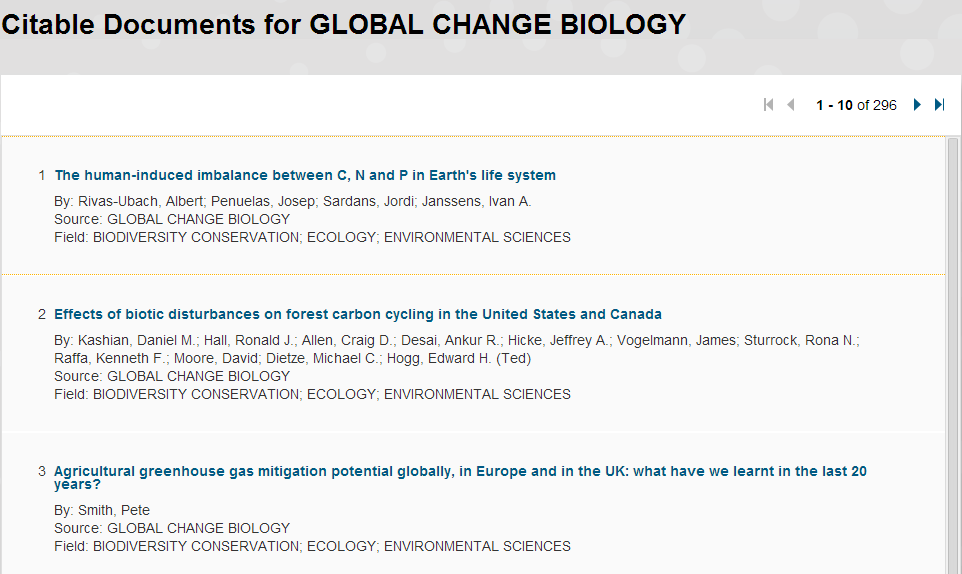 Citable Documents for GLOBAL CHANGE BIOLOGY
1 - 10 of 296
1 The human-induced imbalance between C, N and P in Earth's life system
By: Rivas-Ubach, Albert; Penuelas, Josep; Sardans, Jordi; Janssens, Ivan A.
Source: GLOBAL CHANGE BIOLOGY
Field: BIODIVERSITY CONSERVATION; ECOLOGY; ENVIRONMENTAL SCIENCES
2 Effects of biotic disturbances on forest carbon cycling in the United States and Canada
By: Kashian, Daniel M.; Hall, Ronald J.; Allen, Craig D.; Desai, Ankur R.; Hicke, Jeffrey A.; Vogelmann, James; Sturrock, Rona N.;
Raffa, Kenneth F.; Moore, David; Dietze, Michael C.; Hogg, Edward H. (Ted)
Source: GLOBAL CHANGE BIOLOGY
Field: BIODIVERSITY CONSERVATION; ECOLOGY; ENVIRONMENTAL SCIENCES
3 Agricultural greenhouse gas mitigation potential globally, in Europe and in the UK: what have we learnt in the last 20
years?
By: Smith, Pete
Source: GLOBAL CHANGE BIOLOGY
Field: BIODIVERSITY CONSERVATION; ECOLOGY; ENVIRONMENTAL SCIENCES